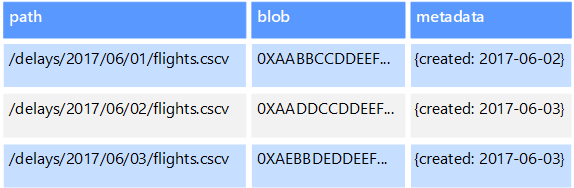 path blob metadata
/delays/2017/06/01/flights.cscv 0XAABBCCDDEEF... {created: 2017-06-02}
/delays/2017/06/02/flights.cscv 0XAADDCCDDEEF... {created: 2017-06-03}
/delays/2017/06/03/flights.cscv 0XAEBBDEDDEEF... {created: 2017-06-03}